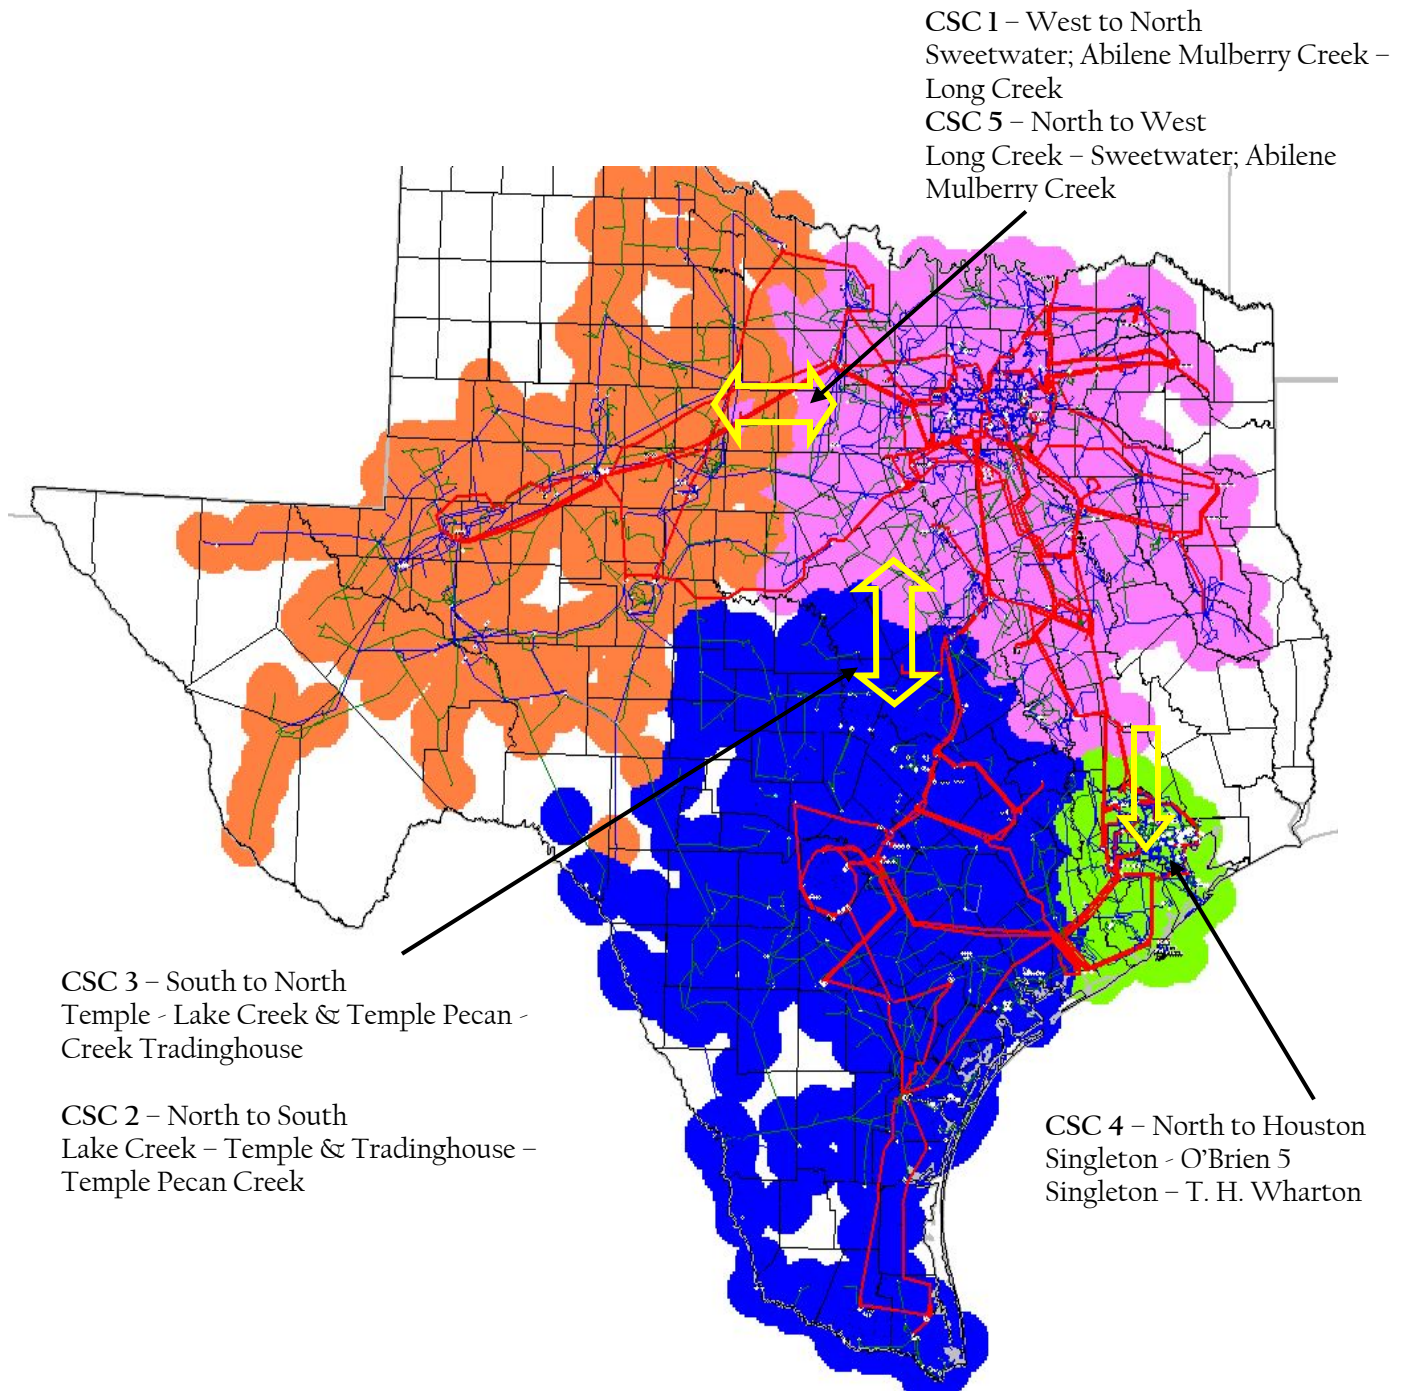 CSC 1 – West to North
Sweetwater; Abilene Mulberry Creek –
Long Creek
CSC 5 – North to West
Long Creek – Sweetwater; Abilene
Mulberry Creek
CSC 3 – South to North
Temple - Lake Creek & Temple Pecan -
Creek Tradinghouse
CSC 2 – North to South
Lake Creek – Temple & Tradinghouse –
Temple Pecan Creek
CSC 4 – North to Houston
Singleton - O'Brien 5
Singleton – T. H. Wharton